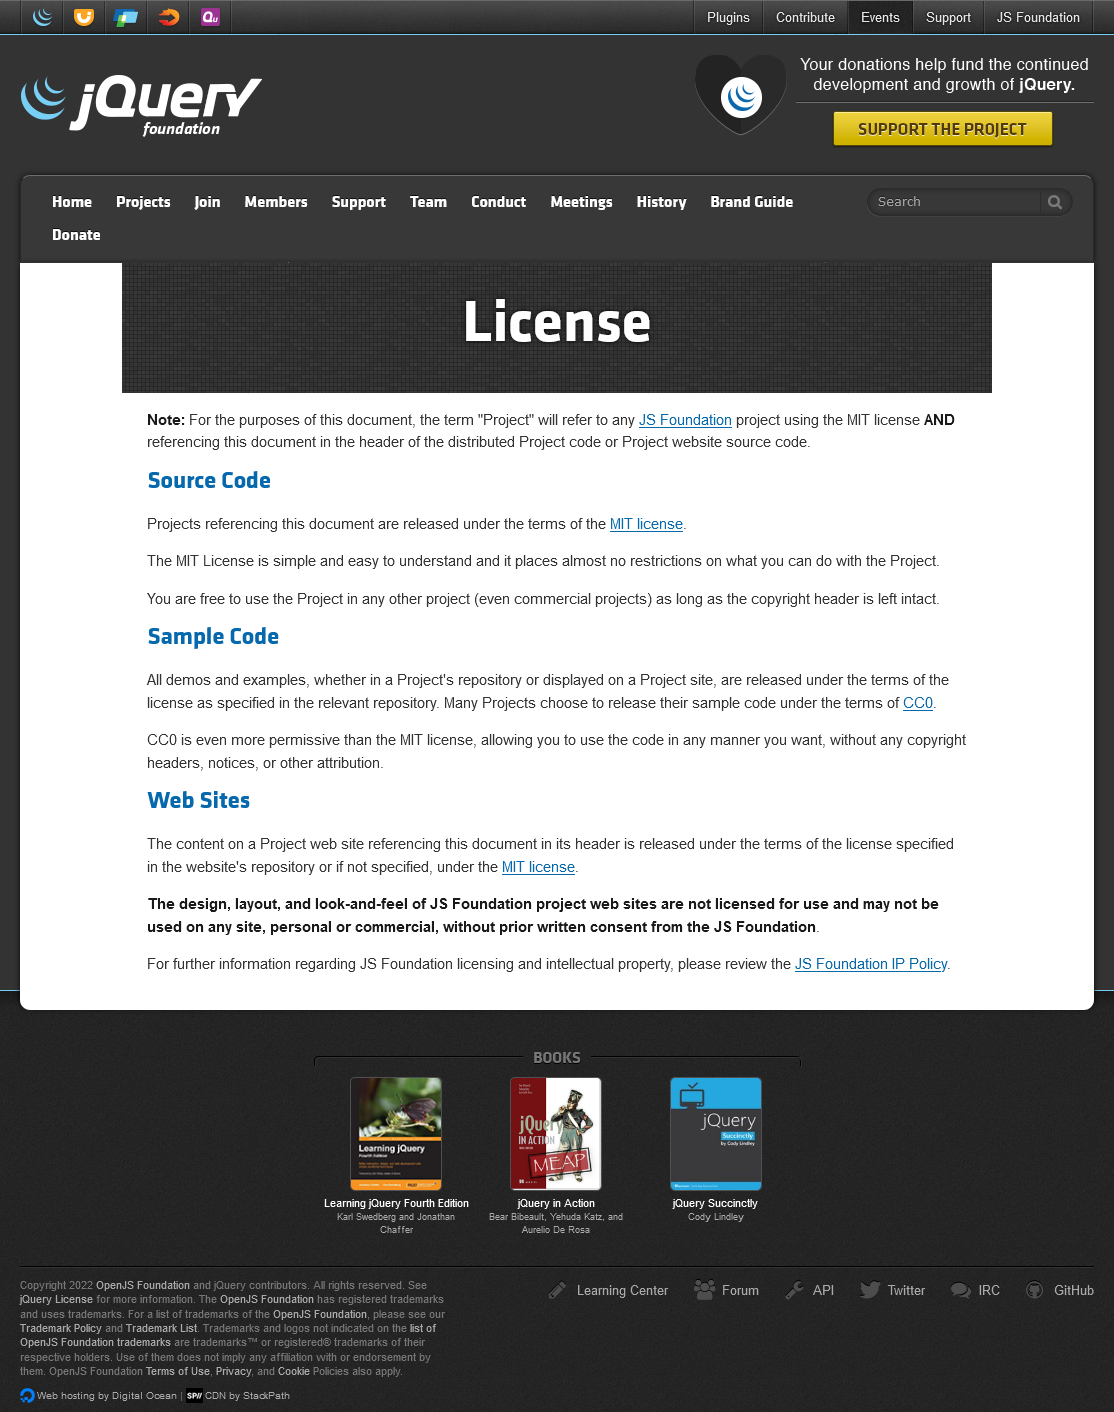 Plugins Contribute Events Support JS Foundation
jQuery
foundation
Your donations help fund the continued
development and growth of jQuery.
SUPPORT THE PROJECT
Home Projects Join Members Support Team Conduct Meetings History Brand Guide
Search
Donate
License
Note: For the purposes of this document, the term "Project" will refer to any JS Foundation project using the MIT license AND
referencing this document in the header of the distributed Project code or Project website source code.
Source Code
Projects referencing this document are released under the terms of the MIT license.
The MIT License is simple and easy to understand and it places almost no restrictions on what you can do with the Project.
You are free to use the Project in any other project (even commercial projects) as long as the copyright header is left intact.
Sample Code
All demos and examples, whether in a Project's repository or displayed on a Project site, are released under the terms of the
license as specified in the relevant repository. Many Projects choose to release their sample code under the terms of CC0.
CC0 is even more permissive than the MIT license, allowing you to use the code in any manner you want, without any copyright
headers, notices, or other attribution.
Web Sites
The content on a Project web site referencing this document in its header is released under the terms of the license specified
in the website's repository or if not specified, under the MIT license.
The design, layout, and look-and-feel of JS Foundation project web sites are not licensed for use and may not be
used on any site, personal or commercial, without prior written consent from the JS Foundation.
For further information regarding JS Foundation licensing and intellectual property, please review the JS Foundation IP Policy.
BOOKS
Learning jQuery
Fourth Edition
jQuery
IN ACTION
MEAP
jQuery
Succinctly
by Cody Lindley
Learning jQuery Fourth Edition
Karl Swedberg and Jonathan
Chaffer
jQuery in Action
Bear Bibeault, Yehuda Katz, and
Aurelio De Rosa
jQuery Succinctly
Cody Lindley
Copyright 2022 OpenJS Foundation and jQuery contributors. All rights reserved. See
jQuery License for more information. The OpenJS Foundation has registered trademarks
and uses trademarks. For a list of trademarks of the OpenJS Foundation, please see our
Trademark Policy and Trademark List. Trademarks and logos not indicated on the list of
OpenJS Foundation trademarks are trademarks™ or registered® trademarks of their
respective holders. Use of them does not imply any affiliation with or endorsement by
them. OpenJS Foundation Terms of Use, Privacy, and Cookie Policies also apply.
Learning Center Forum API Twitter IRC GitHub
Web hosting by Digital Ocean | SP// CDN by StackPath